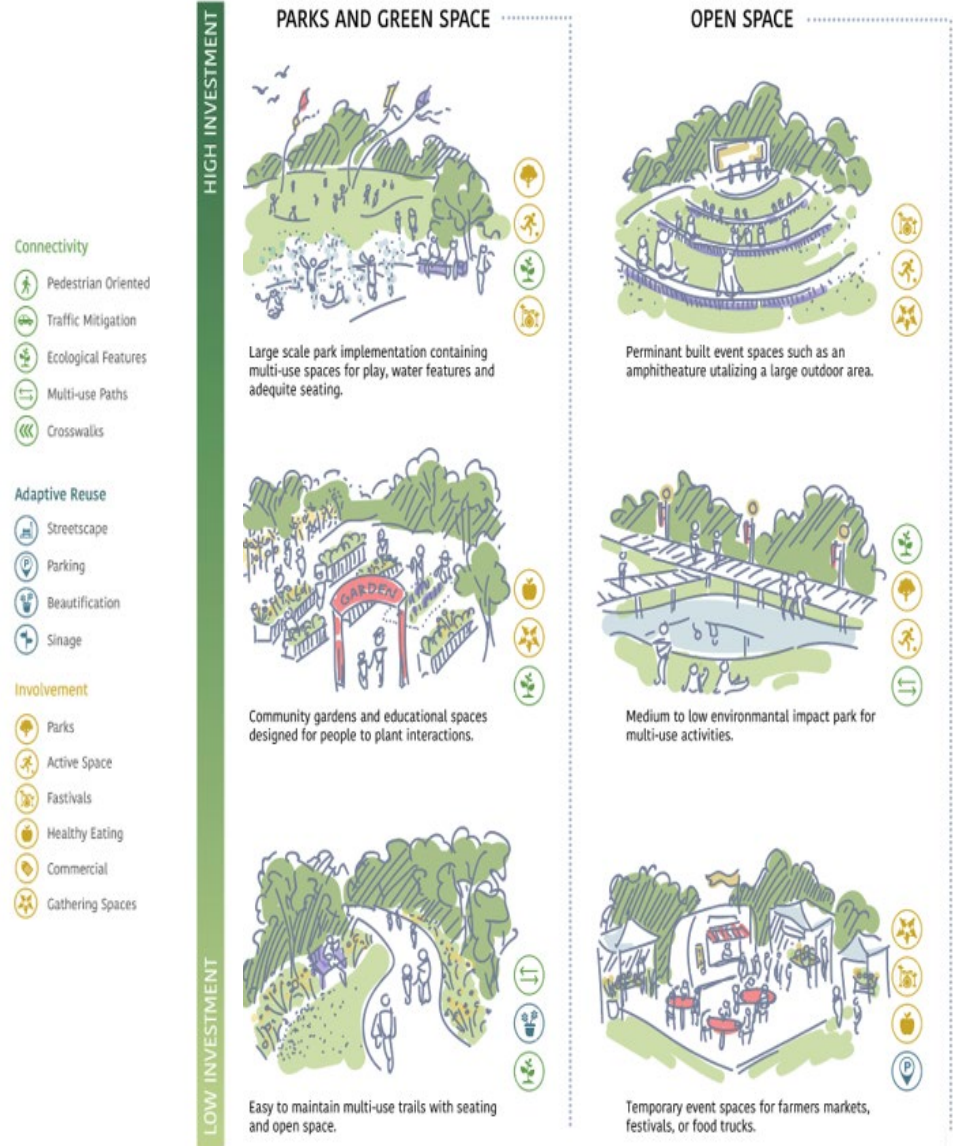 PARKS AND GREEN SPACE
OPEN SPACE
HIGH INVESTMENT
Connectivity
Pedestrian Oriented
Traffic Mitigation
Ecological Features
Multi-use Paths
Crosswalks
Adaptive Reuse
Streetscape
P
Parking
Beautification
Sinage
Involvement
Parks
Active Space
Fastivals
Healthy Eating
Commercial
Gathering Spaces
LOW INVESTMENT
Large scale park implementation containing
multi-use spaces for play, water features and
adequite seating.
Perminant built event spaces such as an
amphitheature utalizing a large outdoor area.
GARDEN
Community gardens and educational spaces
designed for people to plant interactions.
Medium to low environmantal impact park for
multi-use activities.
Easy to maintain multi-use trails with seating
and open space.
P
Temporary event spaces for farmers markets,
festivals, or food trucks.